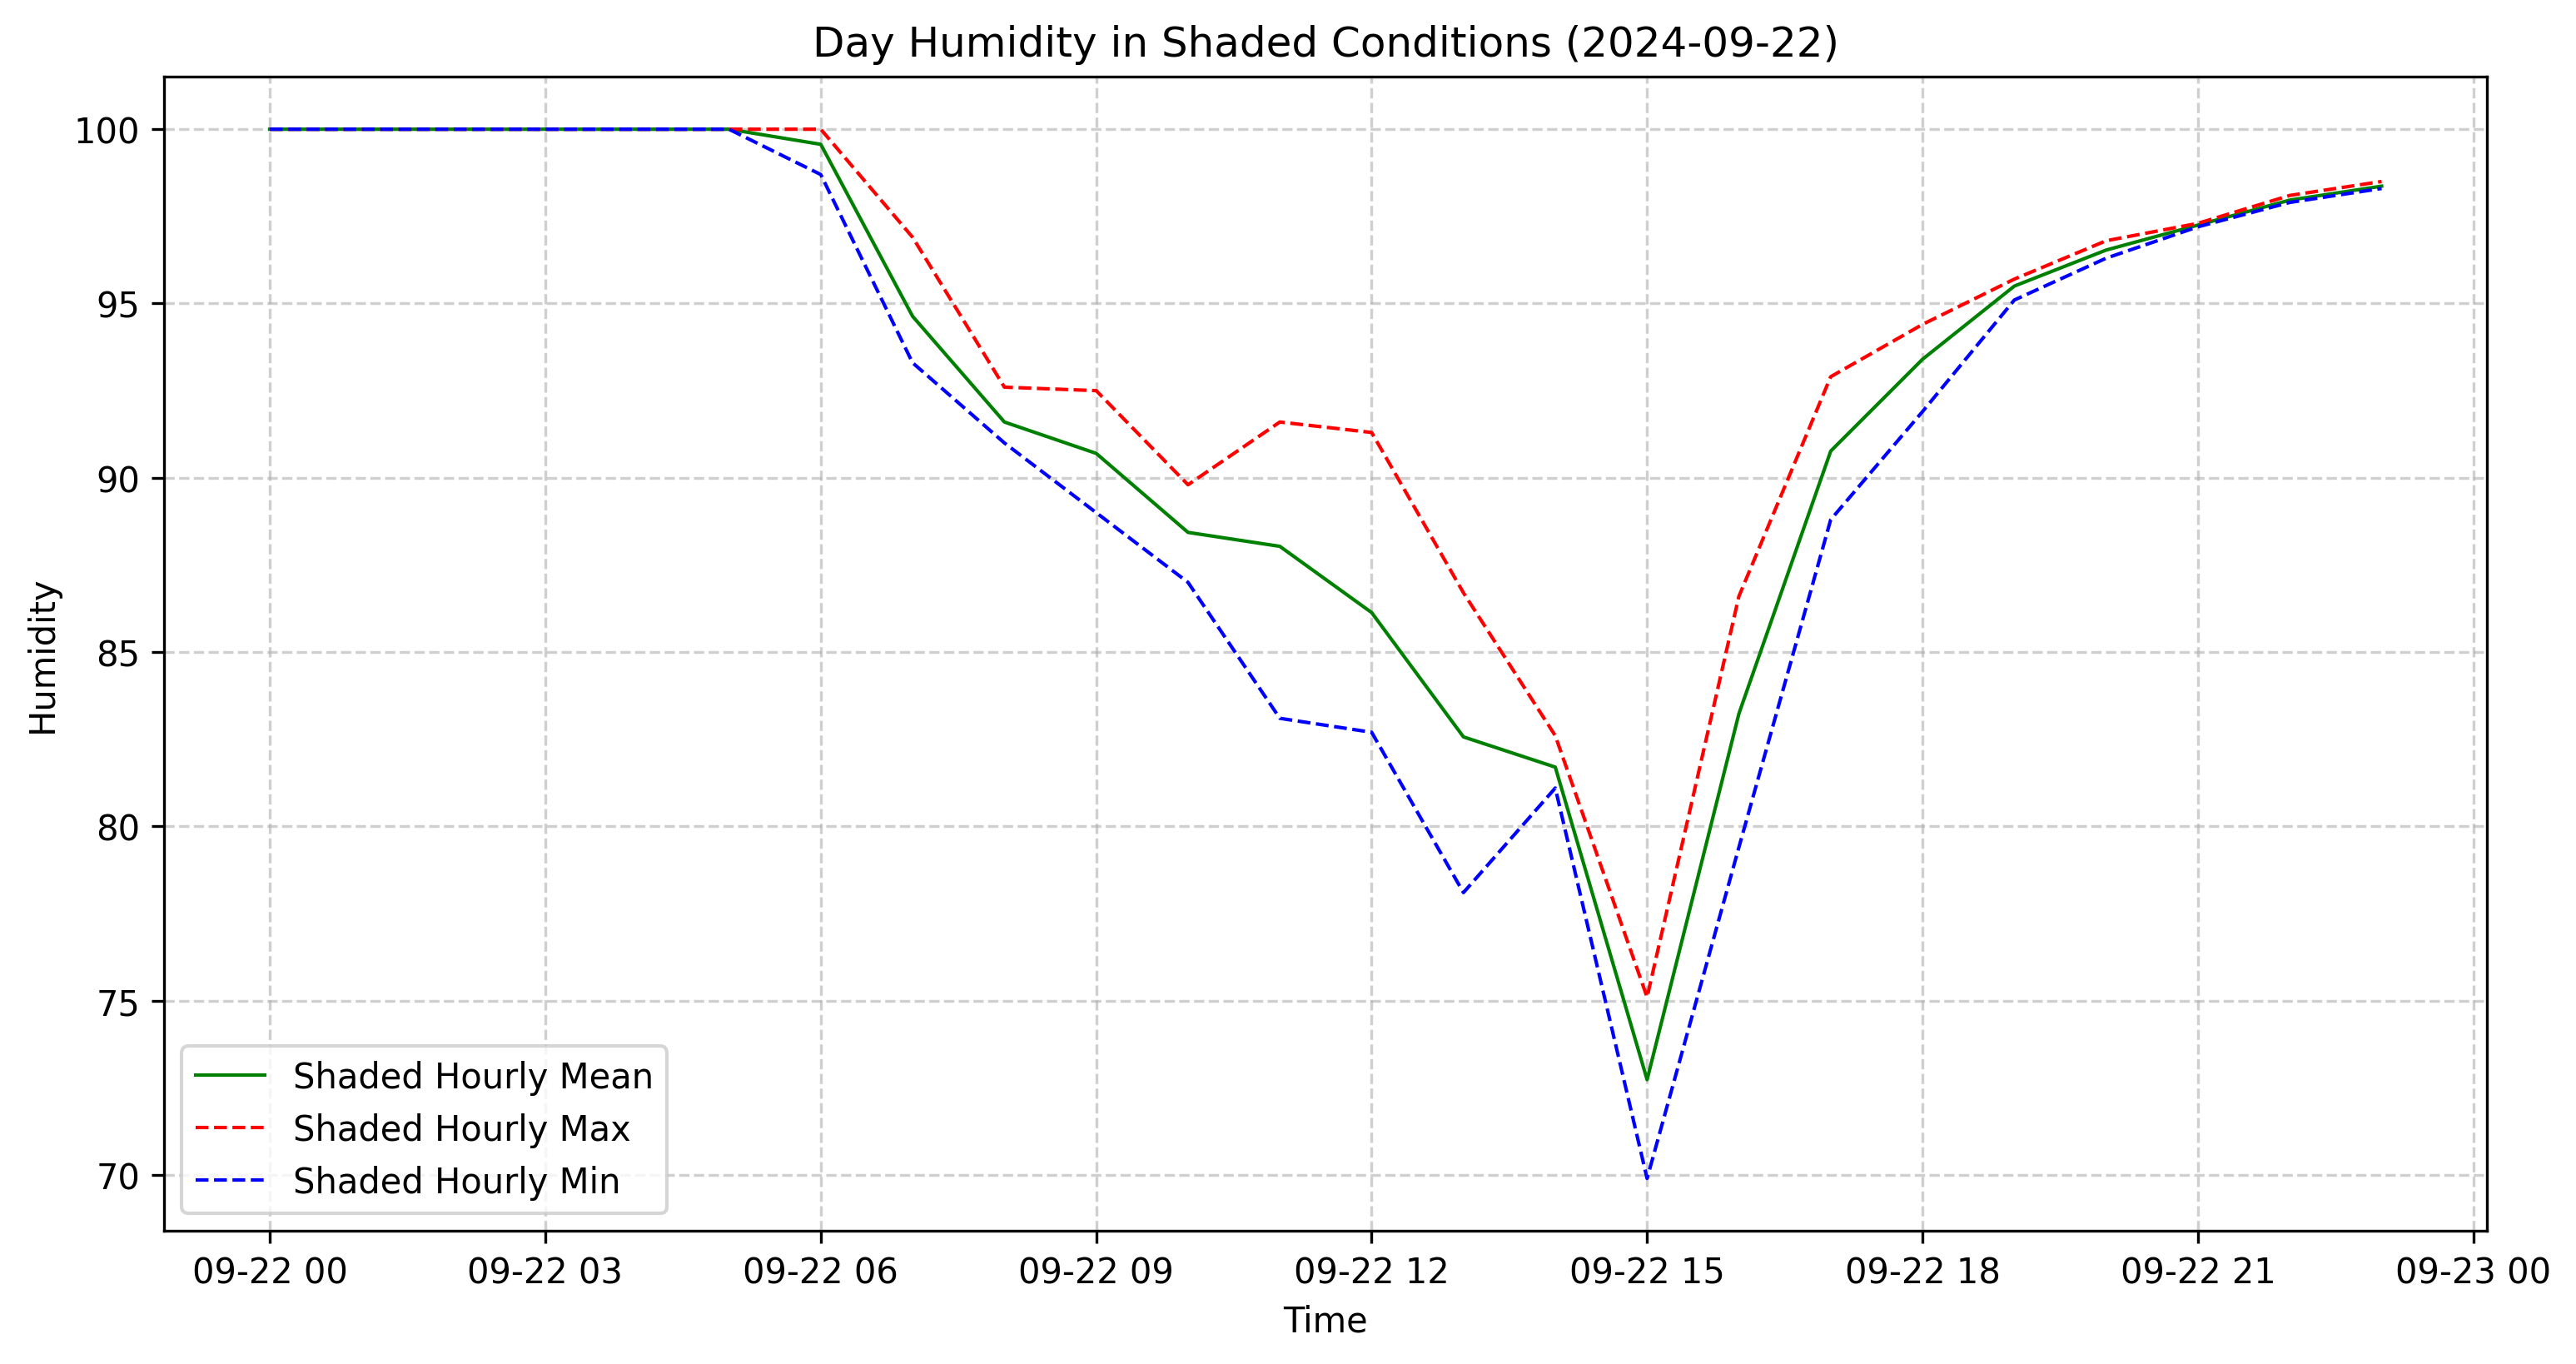 Day Humidity in Shaded Conditions (2024-09-22)
Humidity
100
95
90
85
80
75
70
Shaded Hourly Mean
Shaded Hourly Max
Shaded Hourly Min
09-22 00 09-22 03 09-22 06 09-22 09 09-22 12 09-22 15 09-22 18 09-22 21 09-23 00
Time